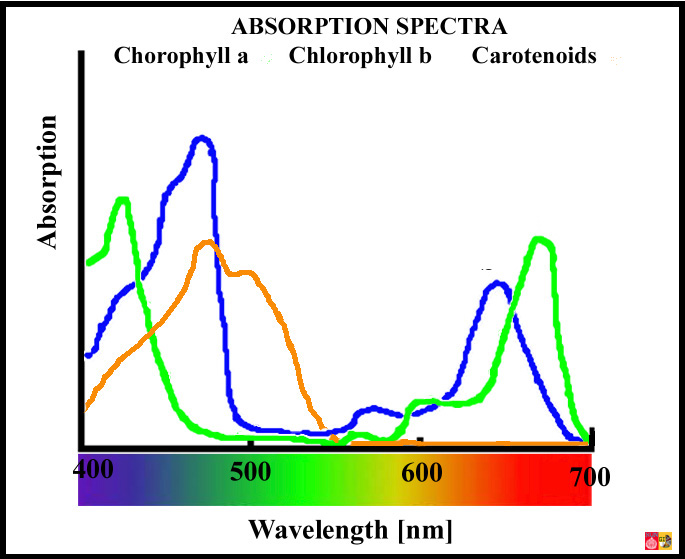 ABSORPTION SPECTRA
Chorophyll a Chlorophyll b Carotenoids
Absorption
400 500 600 700
Wavelength [nm]